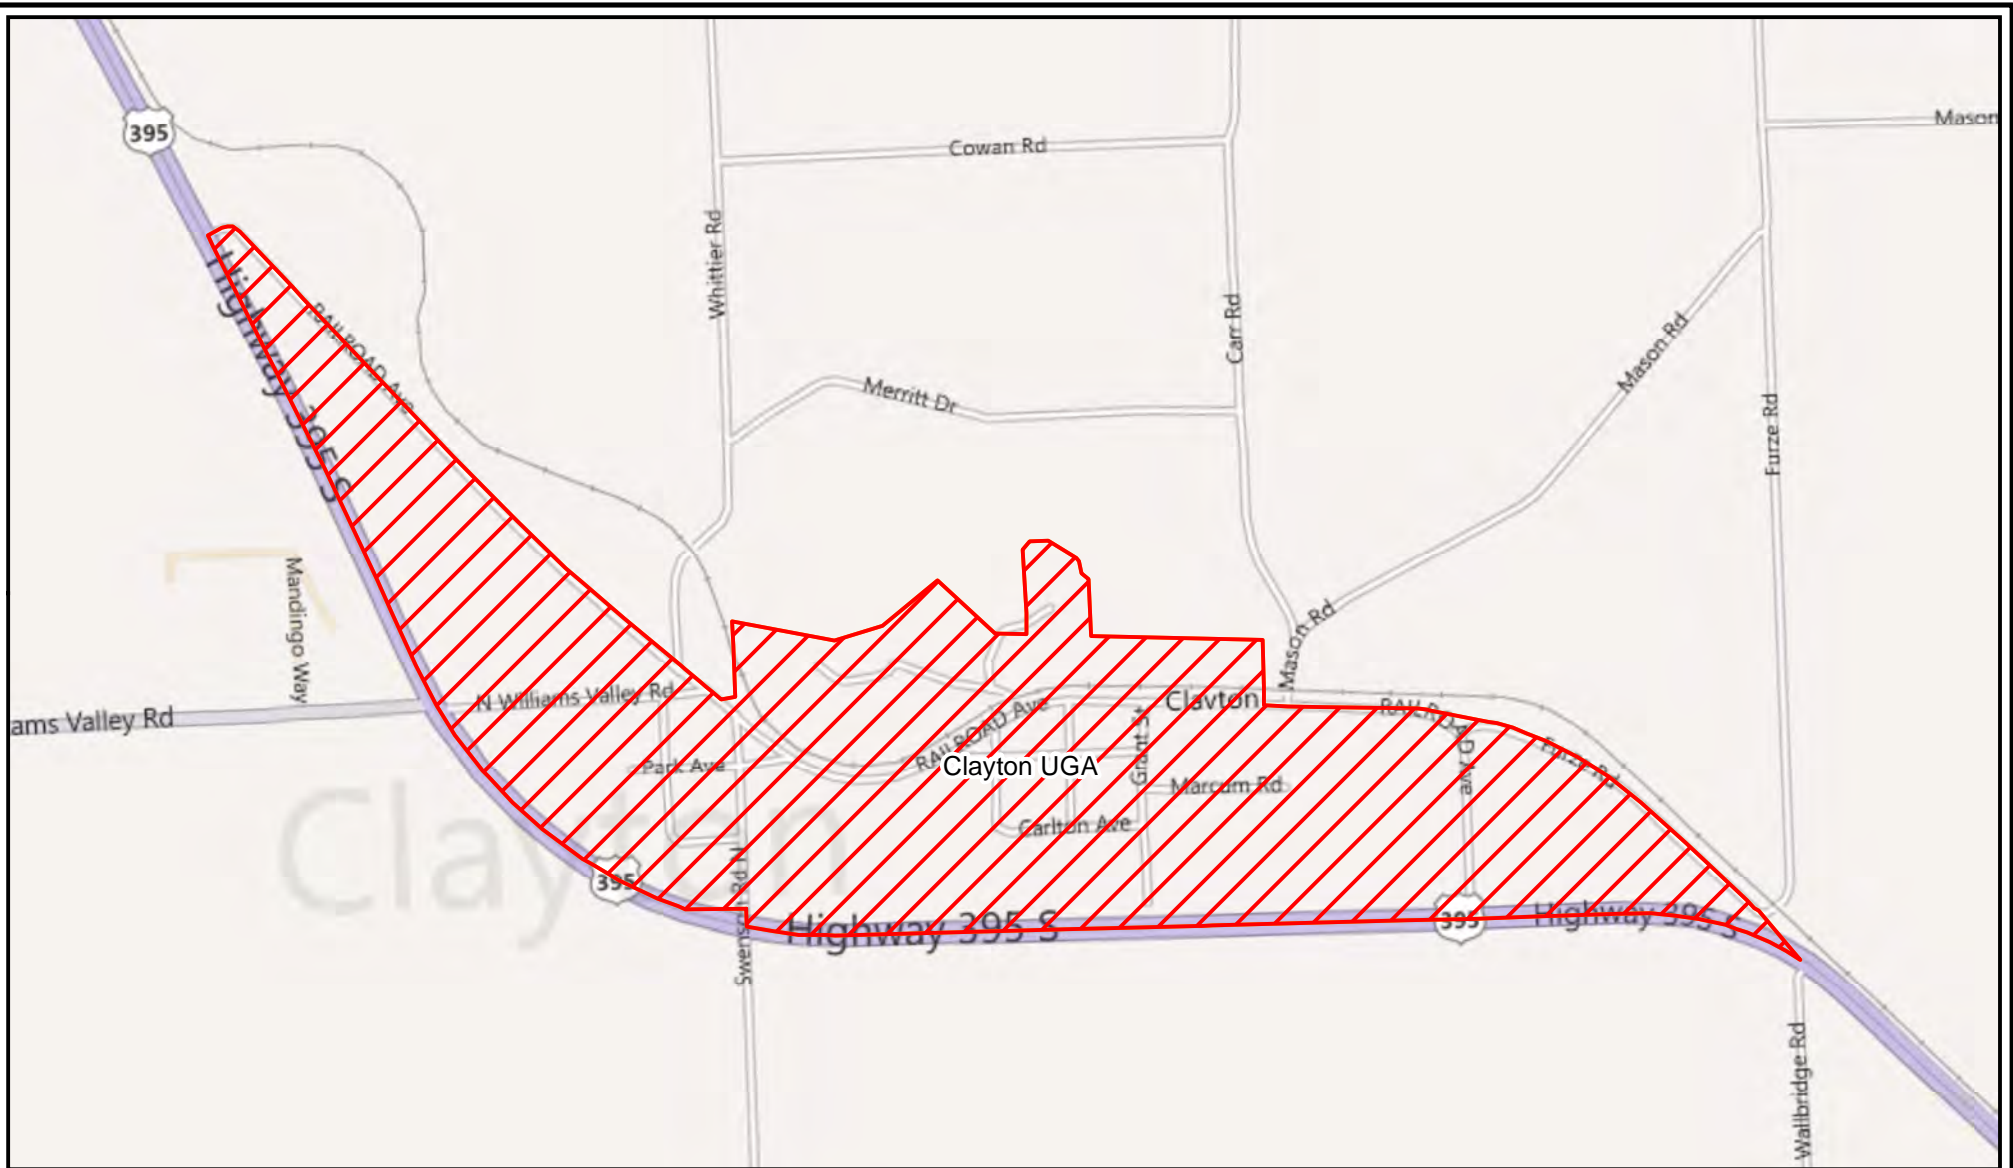 Mason
395
Cowan Rd
Whittier Rd
Highway 395 S
RAILROAD Ave
Carr Rd
Mason Rd
Merritt Dr
Furze Rd
Mandingo Way
Mason Rd
N Williams Valley Rd
ams Valley Rd
Clayton
RAILROAD Ave
RAILROAD Ave
Grant St
Furze Rd
Park Ave
Clayton UGA
Marcum Rd
Clayton
Carlton Ave
395
Swenson Rd N
Highway 395 S
395
Highway 395 S
Wallbridge Rd